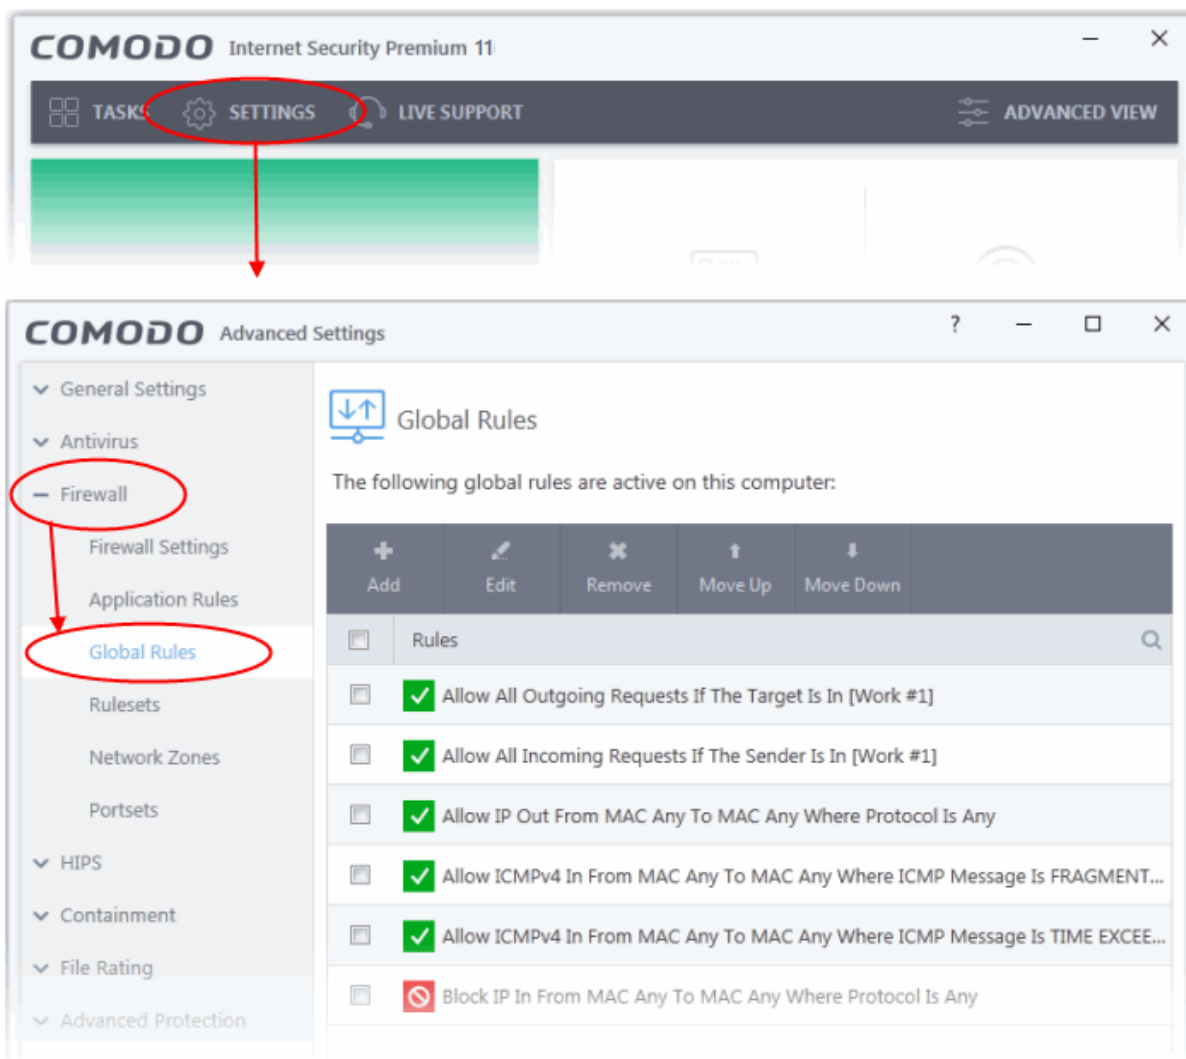 COMODO Internet Security Premium 11
TASKS SETTINGS LIVE SUPPORT ADVANCED VIEW
COMODO Advanced Settings ?
General Settings
Antivirus
Firewall
Firewall Settings
Application Rules
Global Rules
Rulesets
Network Zones
Portsets
HIPS
Containment
File Rating
Advanced Protection
Global Rules
The following global rules are active on this computer:
Add Edit Remove Move Up Move Down
Rules
Allow All Outgoing Requests If The Target Is In [Work #1]
Allow All Incoming Requests If The Sender Is In [Work #1]
Allow IP Out From MAC Any To MAC Any Where Protocol Is Any
Allow ICMPv4 In From MAC Any To MAC Any Where ICMP Message Is FRAGMENT...
Allow ICMPv4 In From MAC Any To MAC Any Where ICMP Message Is TIME EXCEE...
Block IP In From MAC Any To MAC Any Where Protocol Is Any